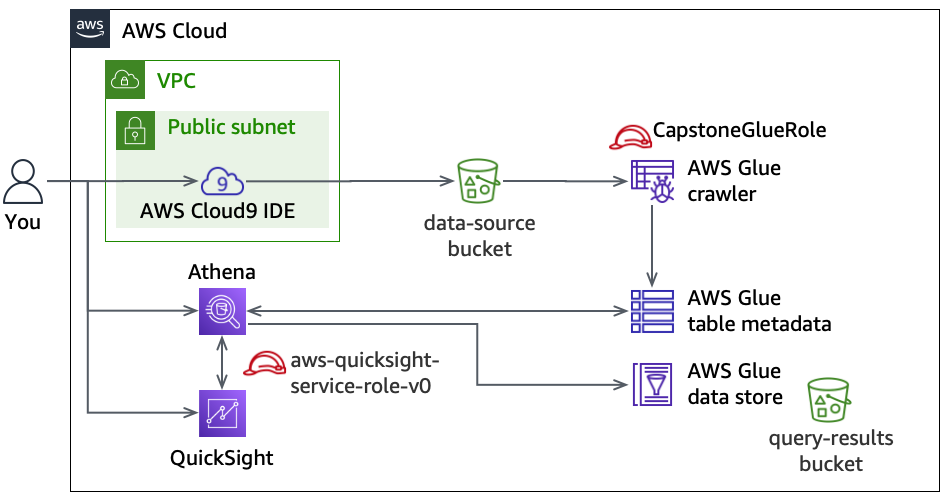 aws
AWS Cloud
VPC
Public subnet
9
AWS Cloud9 IDE
You
data-source
bucket
CapstoneGlueRole
AWS Glue
crawler
Athena
AWS Glue
table metadata
aws-quicksight-
service-role-v0
AWS Glue
data store
QuickSight
query-results
bucket